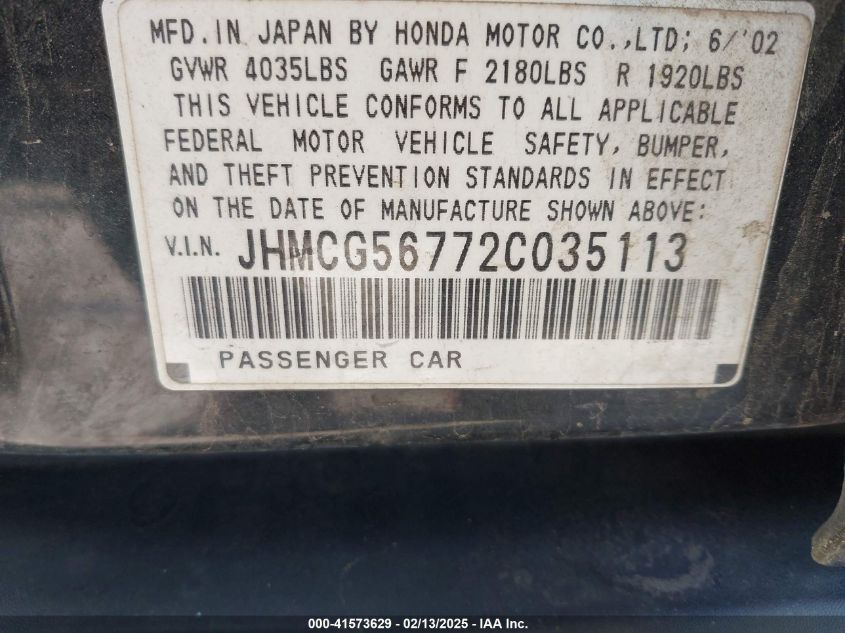 MFD. IN JAPAN BY HONDA MOTOR CO.,LTD; 6/'02
GVWR 4035LBS GAWR F 2180LBS R 1920LBS
THIS VEHICLE CONFORMS TO ALL APPLICABLE
FEDERAL MOTOR VEHICLE SAFETY, BUMPER,
AND THEFT PREVENTION STANDARDS IN EFFECT
ON THE DATE OF MANUFACTURE SHOWN ABOVE:
V.I.N. JHMCG56772C035113
PASSENGER CAR
000-41573629 - 02/13/2025 - IAA Inc.